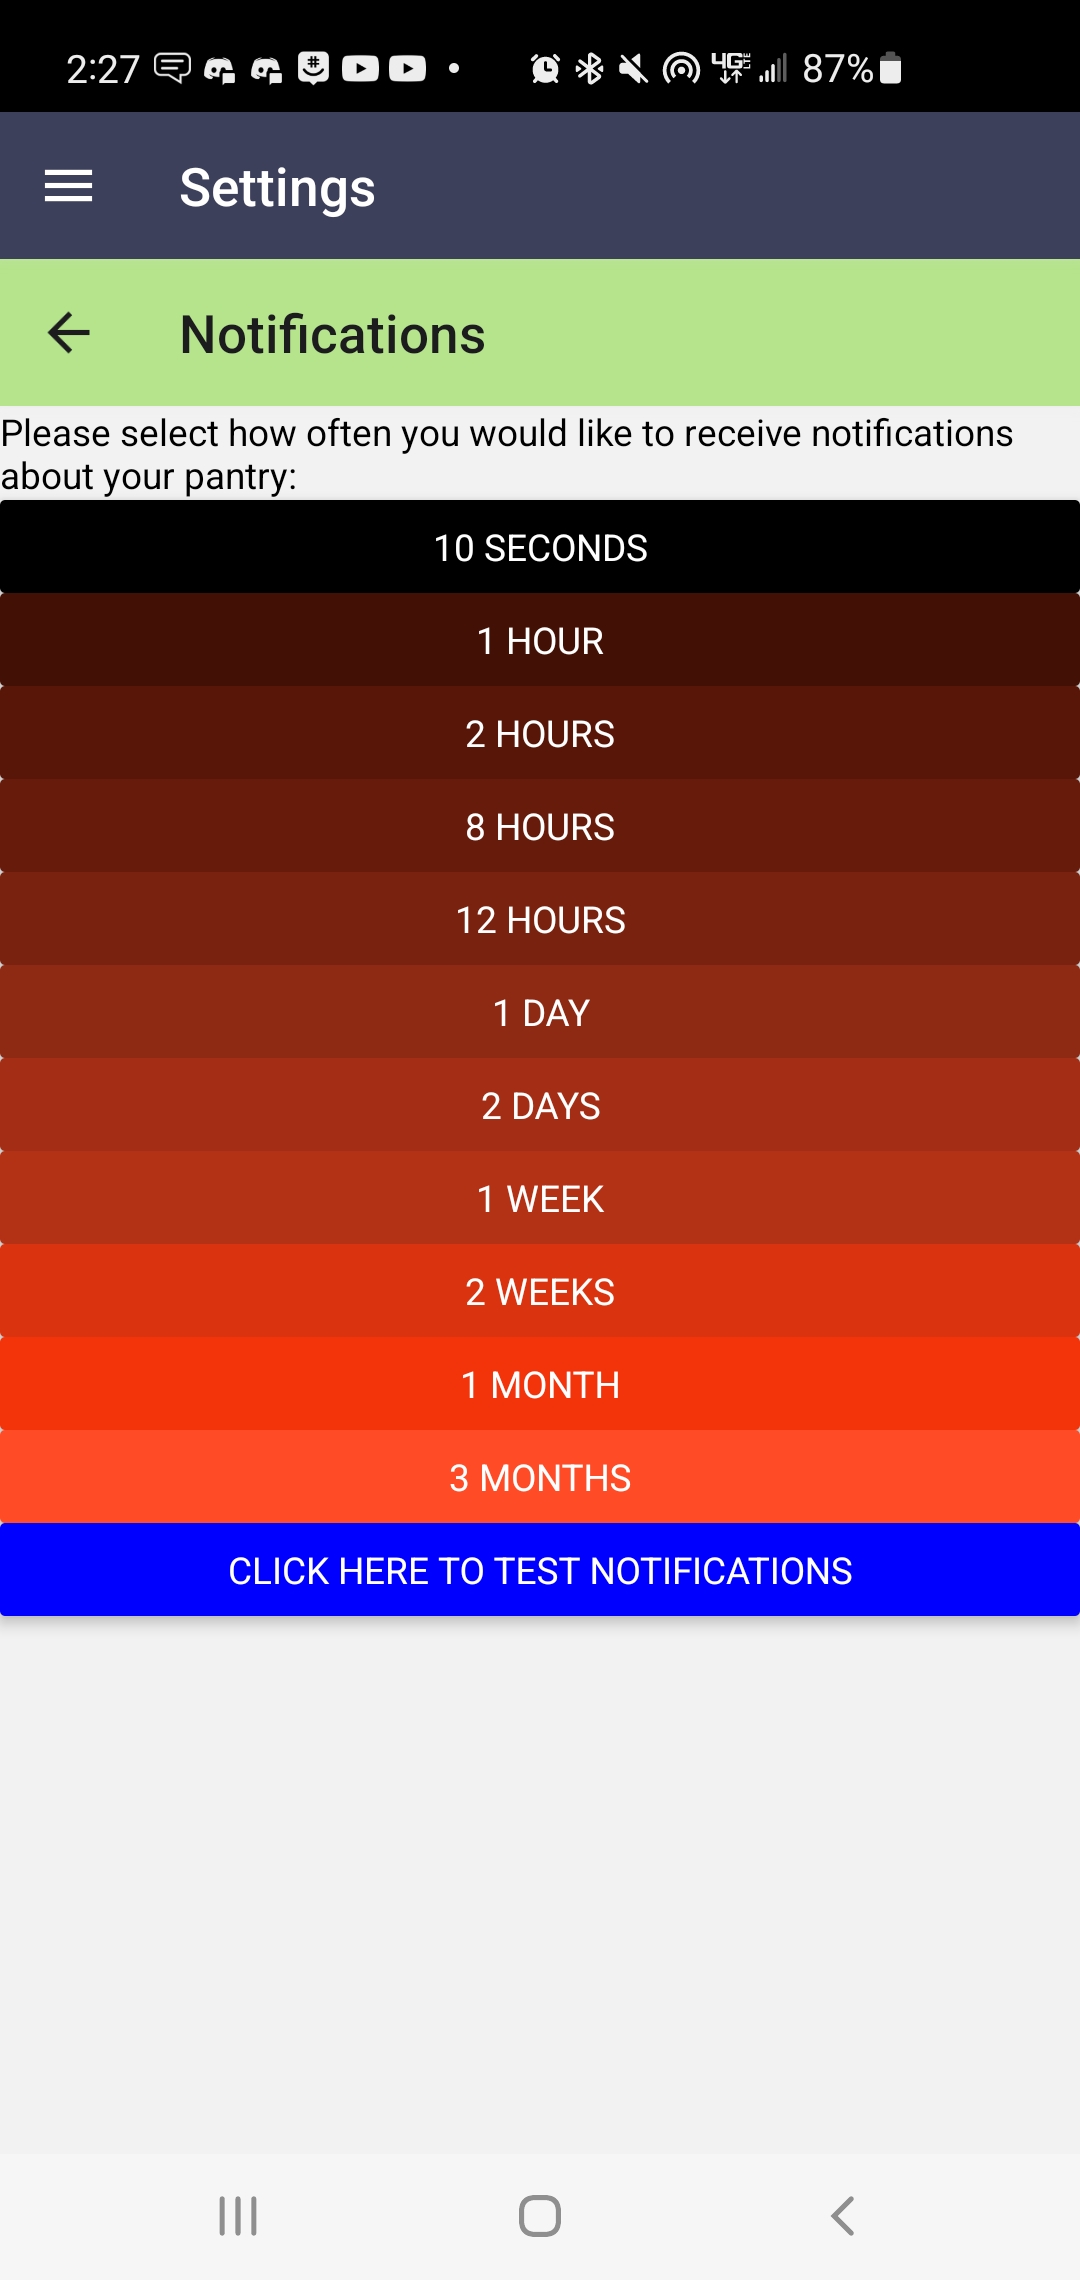 2:27 87%
Settings
Notifications
Please select how often you would like to receive notifications
about your pantry:
10 SECONDS
1 HOUR
2 HOURS
8 HOURS
12 HOURS
1 DAY
2 DAYS
1 WEEK
2 WEEKS
1 MONTH
3 MONTHS
CLICK HERE TO TEST NOTIFICATIONS